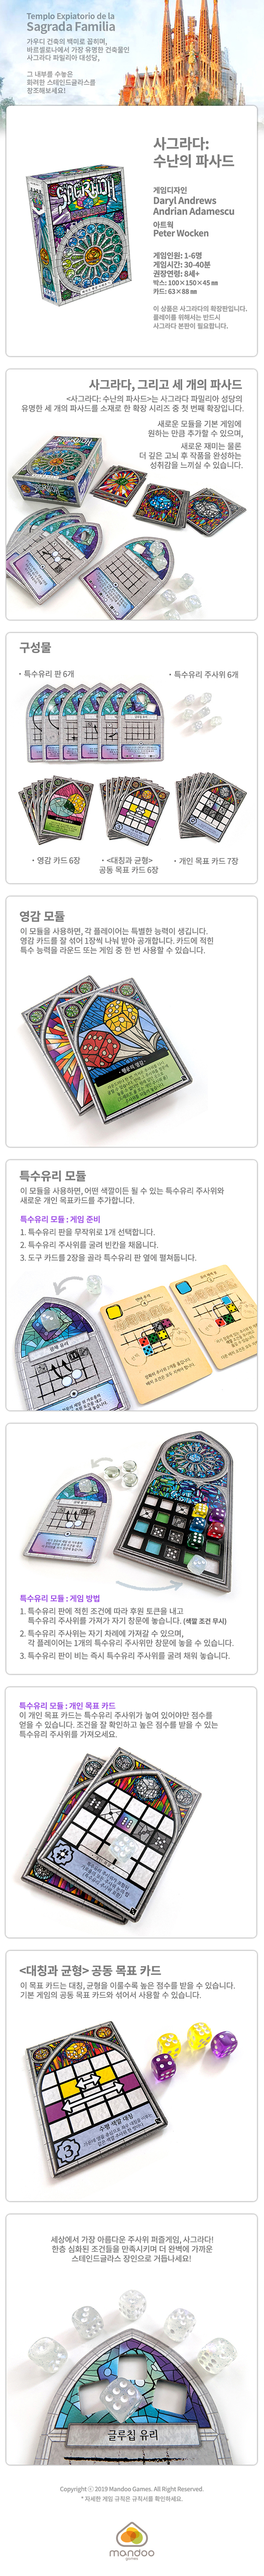 Templo Expiatorio de la
Sagrada Familia
가우디 건축의 백미로 꼽히며,
바르셀로나에서 가장 유명한 건축물인
사그라다 파밀리아 대성당,
그 내부를 수놓은
화려한 스테인드글라스를
창조해보세요!
SAGRADA
사그라다:
수난의 파사드
게임디자인
Daryl Andrews
Andrian Adamescu
아트웍
Peter Wocken
게임인원: 1-6명
게임시간: 30-40분
권장연령: 8세+
박스: 100×150×45㎜
카드: 63×88㎜
이 상품은 사그라다의 확장판입니다.
플레이를 위해서는 반드시
사그라다 본판이 필요합니다.
사그라다, 그리고 세 개의 파사드
<사그라다: 수난의 파사드>는 사그라다 파밀리아 성당의
유명한 세 개의 파사드를 소재로 한 확장 시리즈 중 첫 번째 확장입니다.
새로운 모듈을 기본 게임에
원하는 만큼 추가할 수 있으며,
새로운 재미는 물론
더 깊은 고뇌 후 작품을 완성하는
성취감을 느끼실 수 있습니다.
구성물
· 특수유리 판 6개
· 특수유리 주사위 6개
· 영감 카드 6장
· <대칭과 균형>
공동 목표 카드 6장
· 개인 목표 카드 7장
영감 모듈
이 모듈을 사용하면, 각 플레이어는 특별한 능력이 생깁니다.
영감 카드를 잘 섞어 1장씩 나눠 받아 공개합니다. 카드에 적힌
특수 능력을 라운드 또는 게임 중 한 번 사용할 수 있습니다.
특수유리 모듈
이 모듈을 사용하면, 어떤 색깔이든 될 수 있는 특수유리 주사위와
새로운 개인 목표카드를 추가합니다.
특수유리 모듈 : 게임 준비
1. 특수유리 판을 무작위로 1개 선택합니다.
2. 특수유리 주사위를 굴려 빈칸을 채웁니다.
3. 도구 카드를 2장을 골라 특수유리 판 옆에 펼쳐둡니다.
특수유리 모듈 : 게임 방법
1. 특수유리 판에 적힌 조건에 따라 후원 토큰을 내고
특수유리 주사위를 가져가 자기 창문에 놓습니다. (색깔 조건 무시)
2. 특수유리 주사위는 자기 차례에 가져갈 수 있으며,
각 플레이어는 1개의 특수유리 주사위만 창문에 놓을 수 있습니다.
3. 특수유리 판이 비는 즉시 특수유리 주사위를 굴려 채워 놓습니다.
특수유리 모듈 : 개인 목표 카드
이 개인 목표 카드는 특수유리 주사위가 놓여 있어야만 점수를
얻을 수 있습니다. 조건을 잘 확인하고 높은 점수를 받을 수 있는
특수유리 주사위를 가져오세요.
<대칭과 균형> 공동 목표 카드
이 목표 카드는 대칭, 균형을 이룰수록 높은 점수를 받을 수 있습니다.
기본 게임의 공동 목표 카드와 섞어서 사용할 수 있습니다.
수평 색깔 대칭
3
세상에서 가장 아름다운 주사위 퍼즐게임, 사그라다!
한층 심화된 조건들을 만족시키며 더 완벽에 가까운
스테인드글라스 장인으로 거듭나세요!
글루칩 유리
Copyright ⓒ 2019 Mandoo Games. All Right Reserved.
* 자세한 게임 규칙은 규칙서를 확인하세요.
mandoo
games